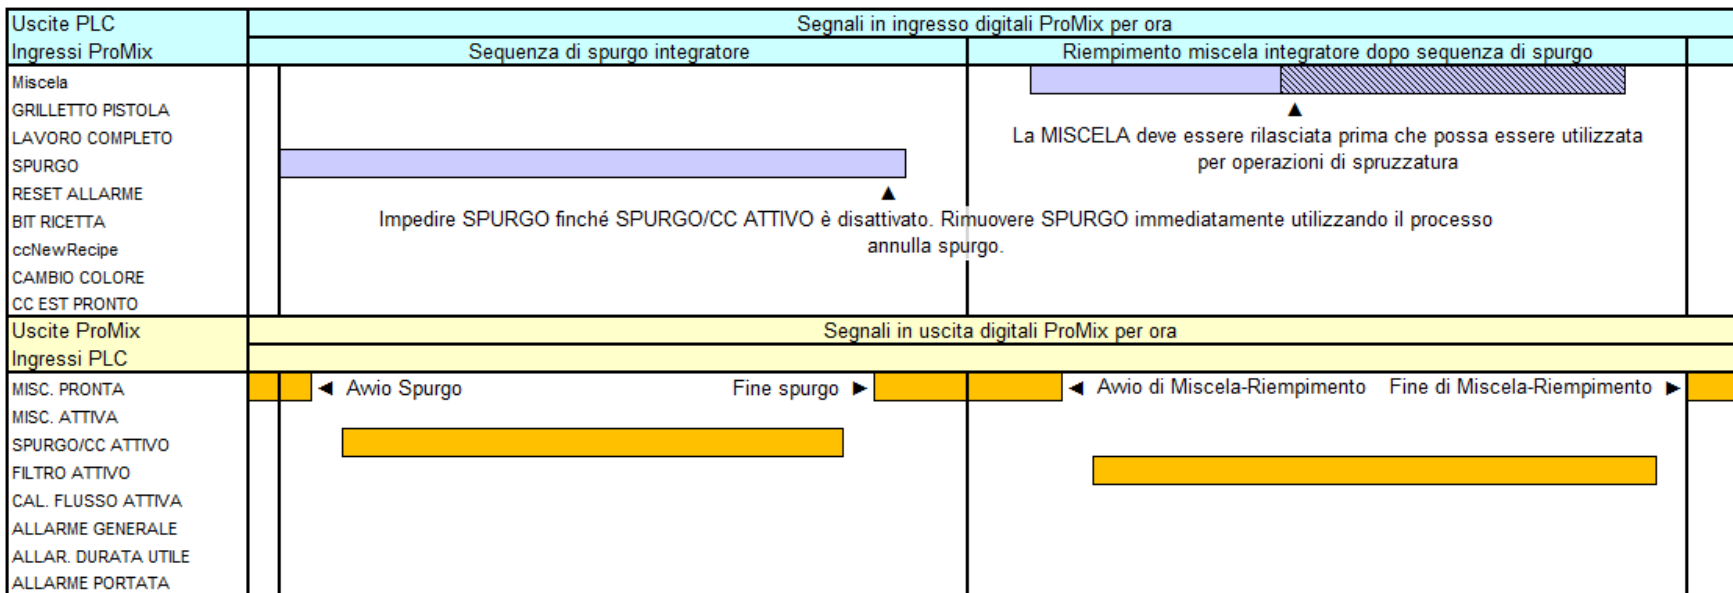 Uscite PLC
Segnali in ingresso digitali ProMix per ora
Ingressi ProMix
Sequenza di spurgo integratore
Riempimento miscela integratore dopo sequenza di spurgo
Miscela
GRILLETTO PISTOLA
LAVORO COMPLETO
SPURGO
RESET ALLARME
BIT RICETTA
ccNewRecipe
CAMBIO COLORE
CC EST PRONTO
▲
La MISCELA deve essere rilasciata prima che possa essere utilizzata
per operazioni di spruzzatura
▲
Impedire SPURGO finché SPURGO/CC ATTIVO è disattivato. Rimuovere SPURGO immediatamente utilizzando il processo
annulla spurgo.
Uscite ProMix
Segnali in uscita digitali ProMix per ora
Ingressi PLC
MISC. PRONTA
◄ Avvio Spurgo
Fine spurgo ►
◄ Avvio di Miscela-Riempimento
Fine di Miscela-Riempimento ►
MISC. ATTIVA
SPURGO/CC ATTIVO
FILTRO ATTIVO
CAL. FLUSSO ATTIVA
ALLARME GENERALE
ALLAR. DURATA UTILE
ALLARME PORTATA